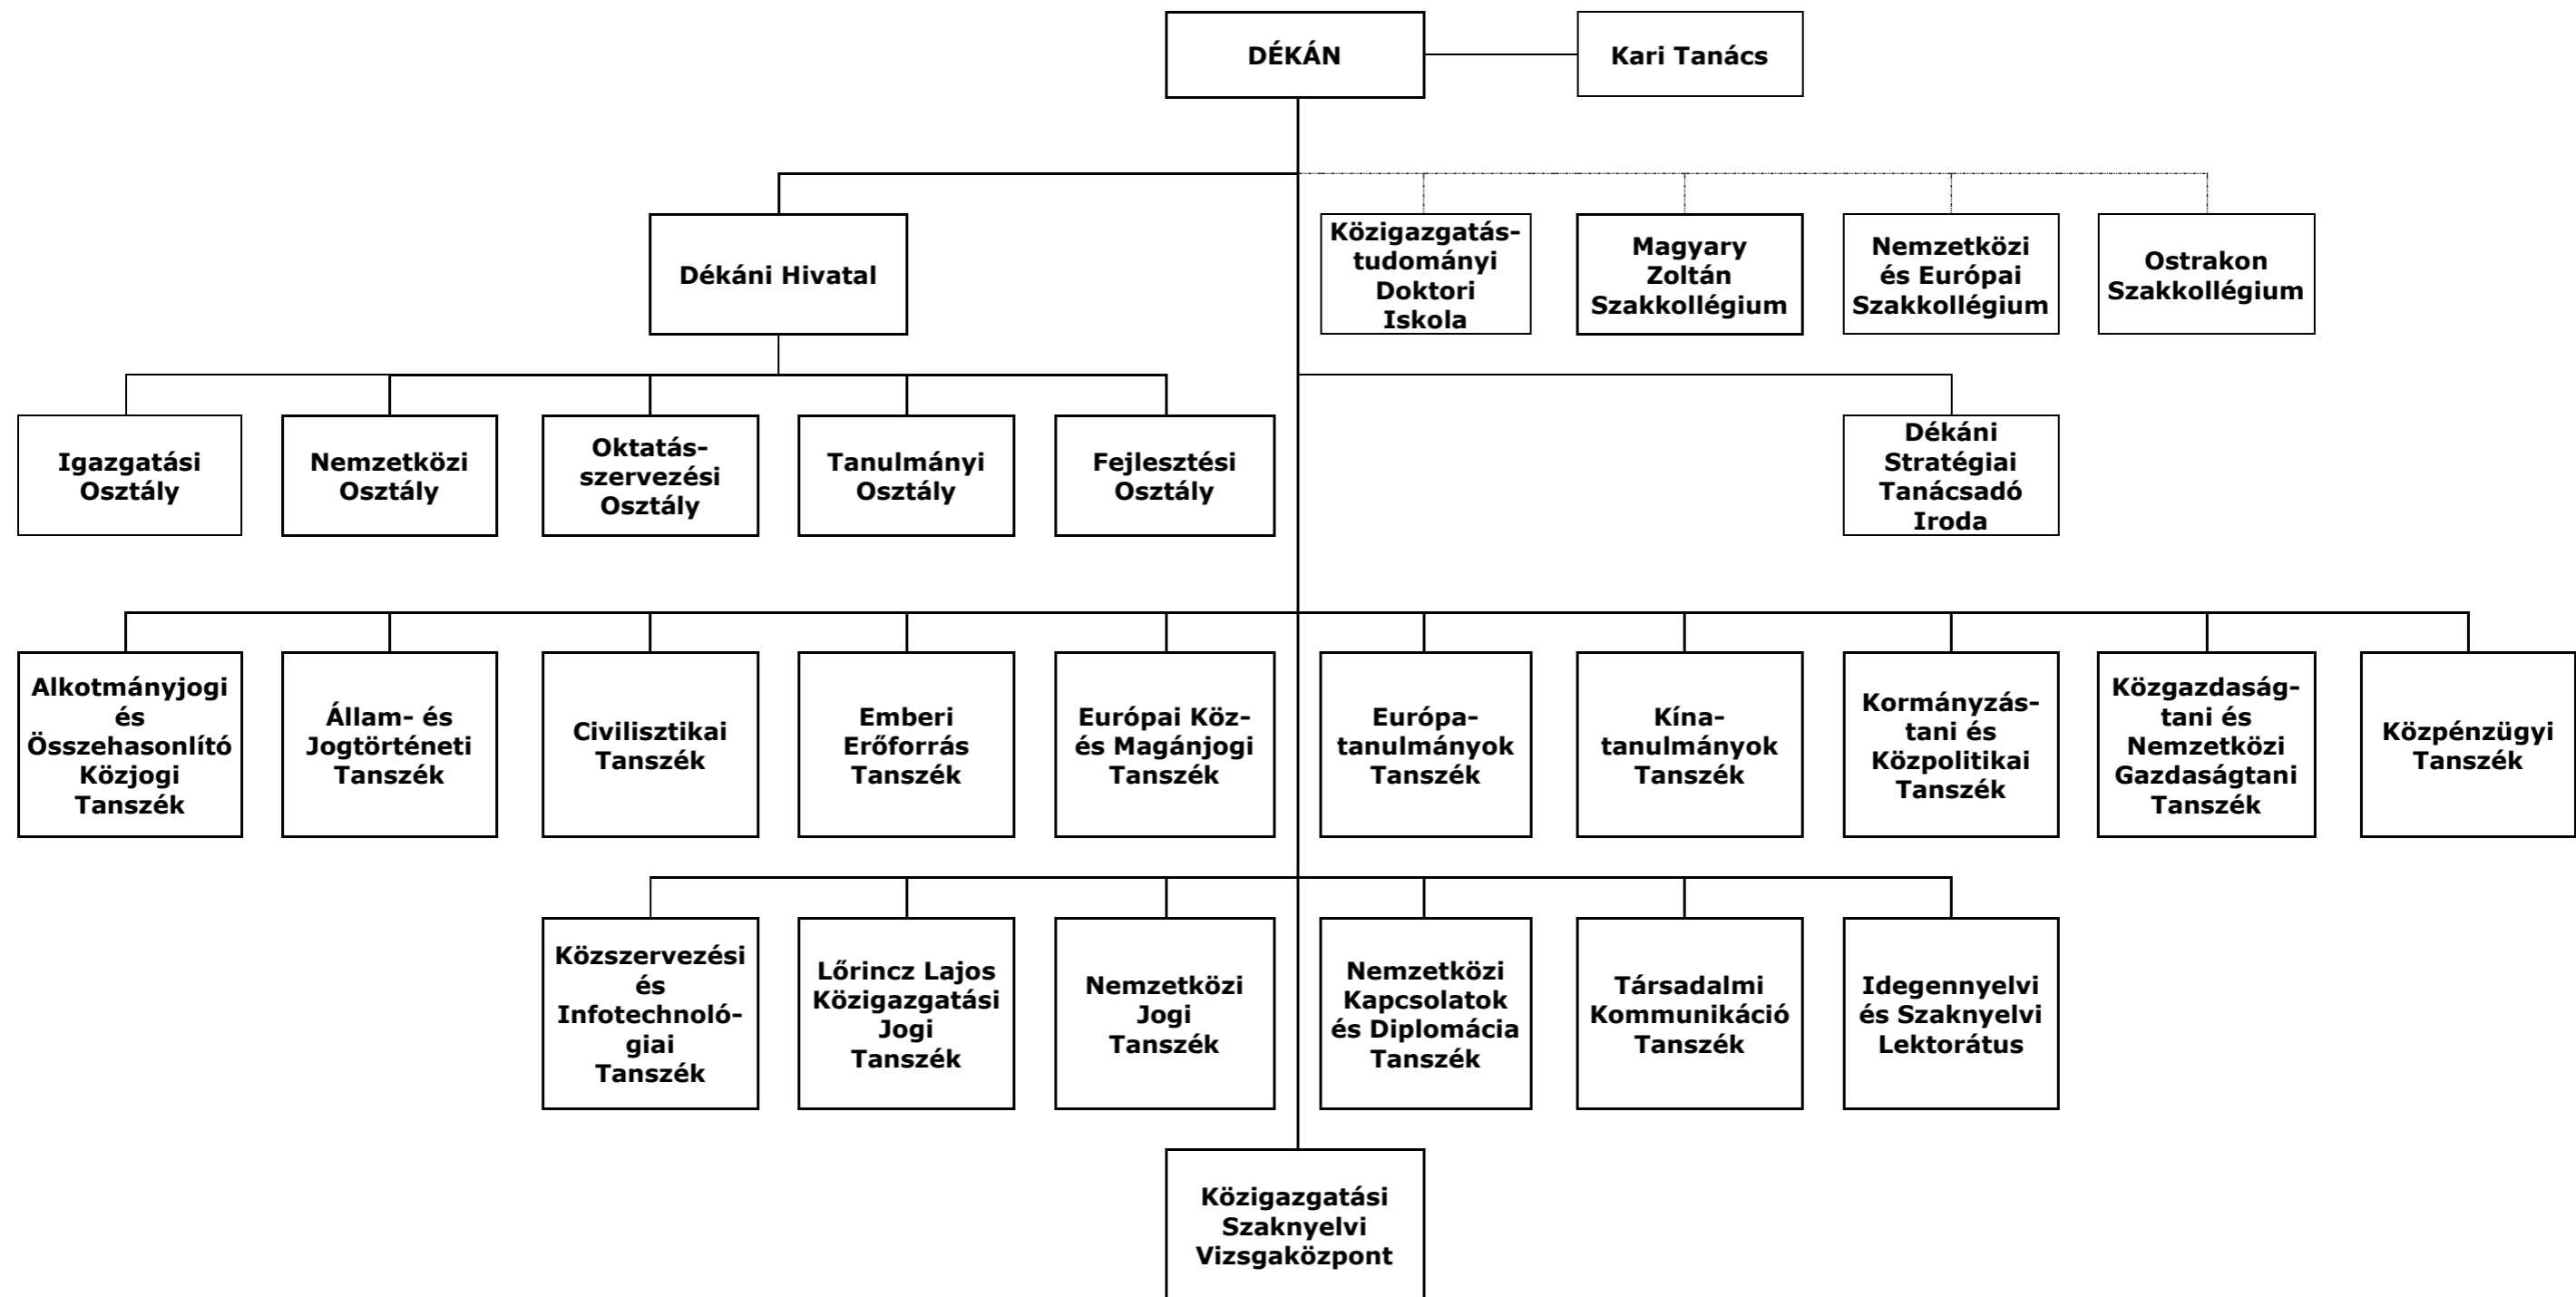 DÉKÁN
Kari Tanács
Dékáni Hivatal
Közigazgatás-
tudományi
Doktori
Iskola
Magyary
Zoltán
Szakkollégium
Nemzetközi
és Európai
Szakkollégium
Ostrakon
Szakkollégium
Igazgatási
Osztály
Nemzetközi
Osztály
Oktatás-
szervezési
Osztály
Tanulmányi
Osztály
Fejlesztési
Osztály
Dékáni
Stratégiai
Tanácsadó
Iroda
Alkotmányjogi
és
Összehasonlító
Közjogi
Tanszék
Állam- és
Jogtörténeti
Tanszék
Civilisztikai
Tanszék
Emberi
Erőforrás
Tanszék
Európai Köz-
és Magánjogi
Tanszék
Európa-
tanulmányok
Tanszék
Kína-
tanulmányok
Tanszék
Kormányzás-
tani és
Közpolitikai
Tanszék
Közgazdaság-
tani és
Nemzetközi
Gazdaságtani
Tanszék
Közpénzügyi
Tanszék
Közszervezési
és
Infotechnoló-
giai
Tanszék
Lőrincz Lajos
Közigazgatási
Jogi
Tanszék
Nemzetközi
Jogi
Tanszék
Nemzetközi
Kapcsolatok
és Diplomácia
Tanszék
Társadalmi
Kommunikáció
Tanszék
Idegennyelvi
és Szaknyelvi
Lektorátus
Közigazgatási
Szaknyelvi
Vizsgaközpont